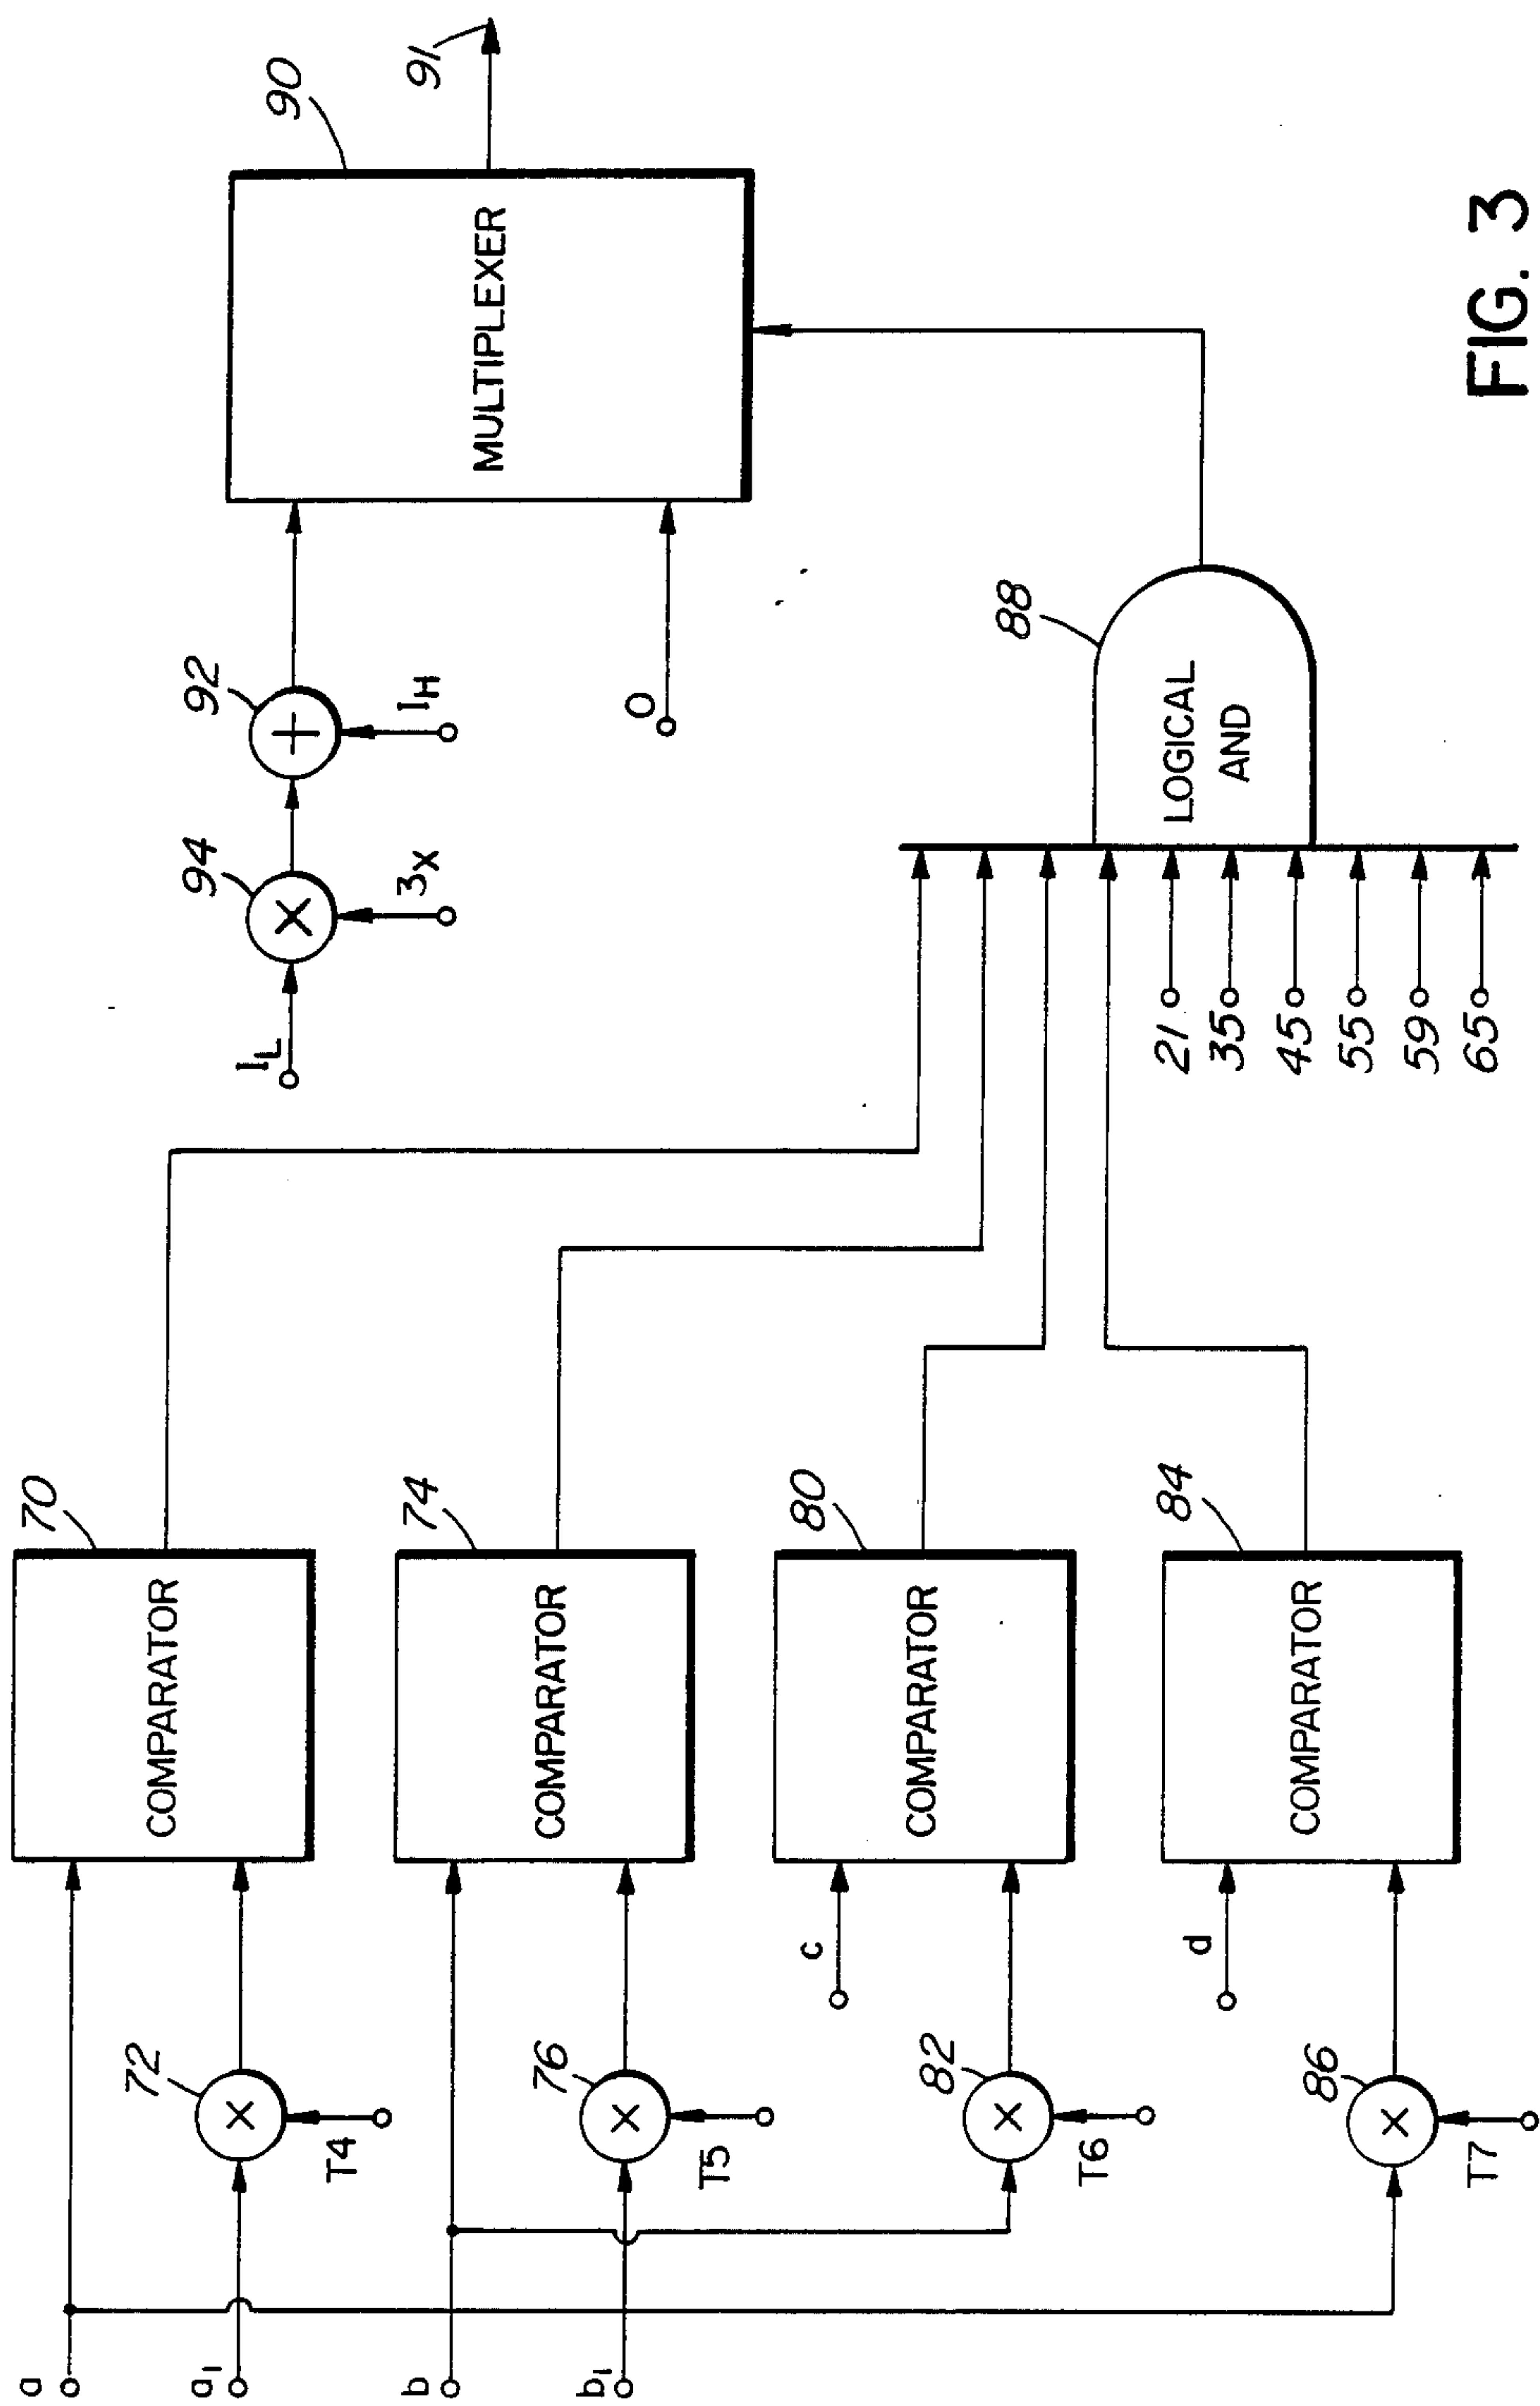 a
a1
b
b1
72
T4
76
T5
82
T6
86
T7
c
d
70
COMPARATOR
74
COMPARATOR
80
COMPARATOR
84
COMPARATOR
IL
94
3X
92
IH
0
21
35
45
55
59
65
88
LOGICAL
AND
90
MULTIPLEXER
91
FIG. 3